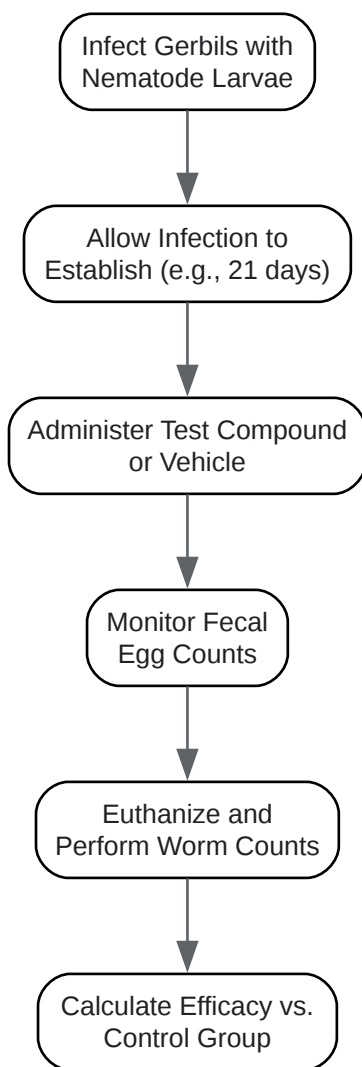 Infect Gerbils with
Nematode Larvae
Allow Infection to
Establish (e.g., 21 days)
Administer Test Compound
or Vehicle
Monitor Fecal
Egg Counts
Euthanize and
Perform Worm Counts
Calculate Efficacy vs.
Control Group